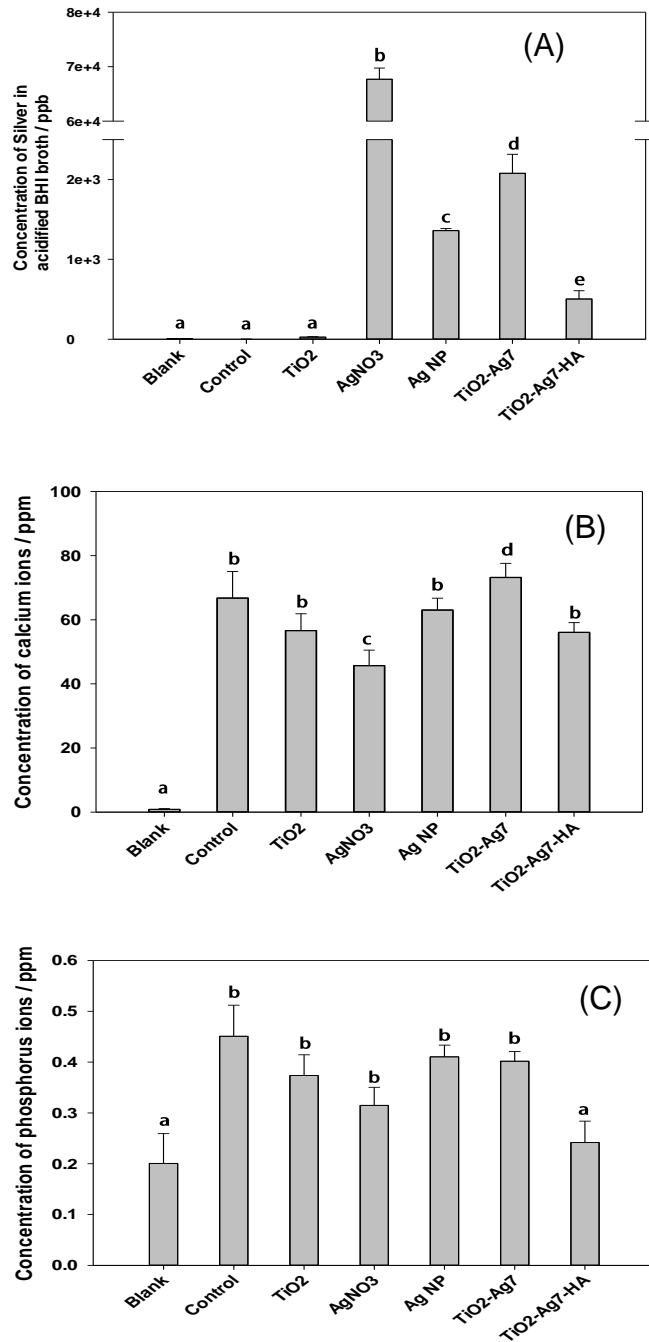 (A)
Concentration of Silver in
acidified BHI broth / ppb
8e+4
7e+4
6e+4
2e+3
1e+3
0
a
a
a
b
c
d
e
Blank
Control
TiO2
AgNO3
Ag NP
TiO2-Ag7
TiO2-Ag7-HA
(B)
Concentration of calcium ions / ppm
100
80
60
40
20
0
a
b
b
c
b
d
b
Blank
Control
TiO2
AgNO3
Ag NP
TiO2-Ag7
TiO2-Ag7-HA
(C)
Concentration of phosphorus ions / ppm
0.6
0.5
0.4
0.3
0.2
0.1
0.0
a
b
b
b
b
b
a
Blank
Control
TiO2
AgNO3
Ag NP
TiO2-Ag7
TiO2-Ag7-HA